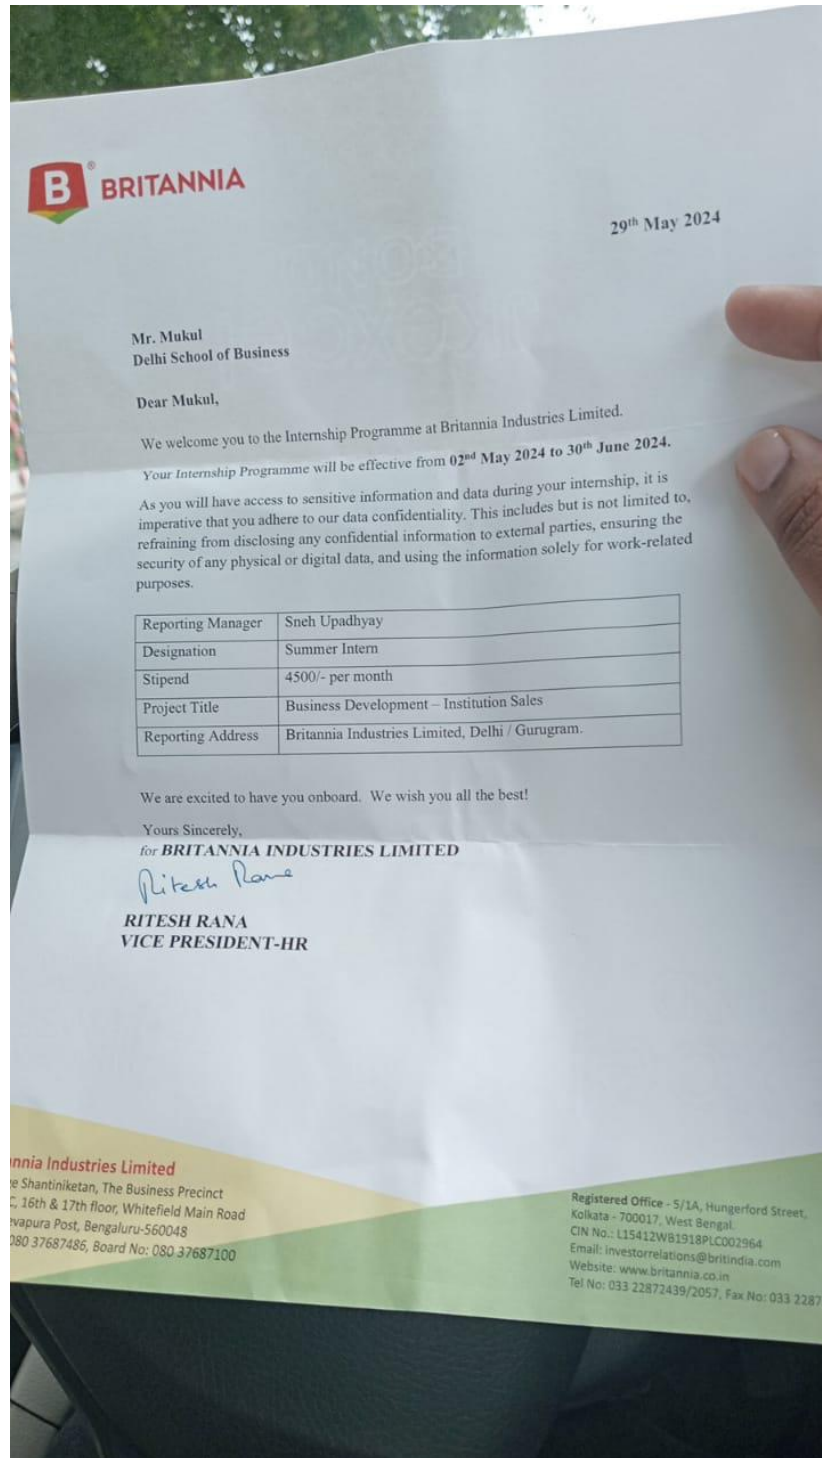 B ® BRITANNIA
29th May 2024
Mr. Mukul
Delhi School of Business
Dear Mukul,
We welcome you to the Internship Programme at Britannia Industries Limited.
Your Internship Programme will be effective from 02nd May 2024 to 30th June 2024.
As you will have access to sensitive information and data during your internship, it is
imperative that you adhere to our data confidentiality. This includes but is not limited to,
refraining from disclosing any confidential information to external parties, ensuring the
security of any physical or digital data, and using the information solely for work-related
purposes.
Reporting Manager Sneh Upadhyay
Designation Summer Intern
Stipend 4500/- per month
Project Title Business Development – Institution Sales
Reporting Address Britannia Industries Limited, Delhi / Gurugram.
We are excited to have you onboard. We wish you all the best!
Yours Sincerely,
for BRITANNIA INDUSTRIES LIMITED
Ritesh Rana
RITESH RANA
VICE PRESIDENT-HR
nnia Industries Limited
e Shantiniketan, The Business Precinct
C, 16th & 17th floor, Whitefield Main Road
evapura Post, Bengaluru-560048
080 37687486, Board No: 080 37687100
Registered Office - 5/1A, Hungerford Street,
Kolkata - 700017, West Bengal.
CIN No.: L15412WB1918PLC002964
Email: investorrelations@britindia.com
Website: www.britannia.co.in
Tel No: 033 22872439/2057, Fax No: 033 2287